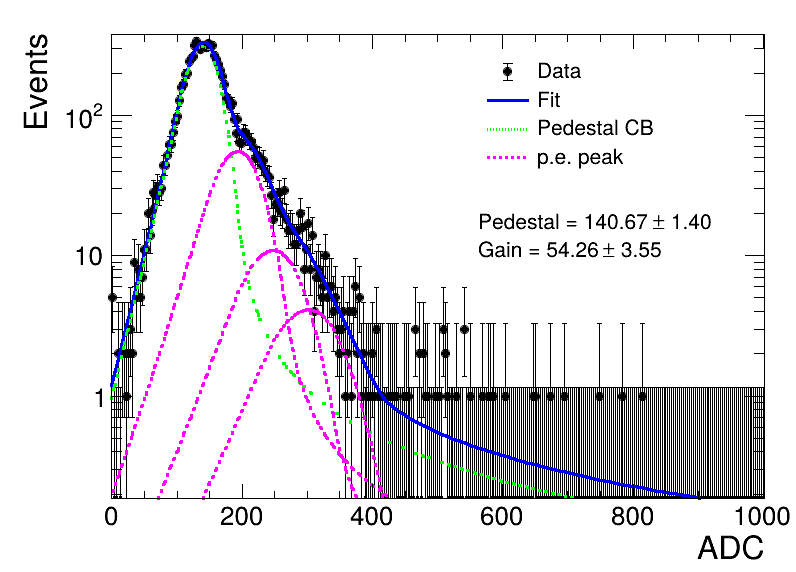 Events
Data
Fit
Pedestal CB
p.e. peak
Pedestal = 140.67 ± 1.40
Gain = 54.26 ± 3.55
10²
10
1
0 200 400 600 800 1000
ADC